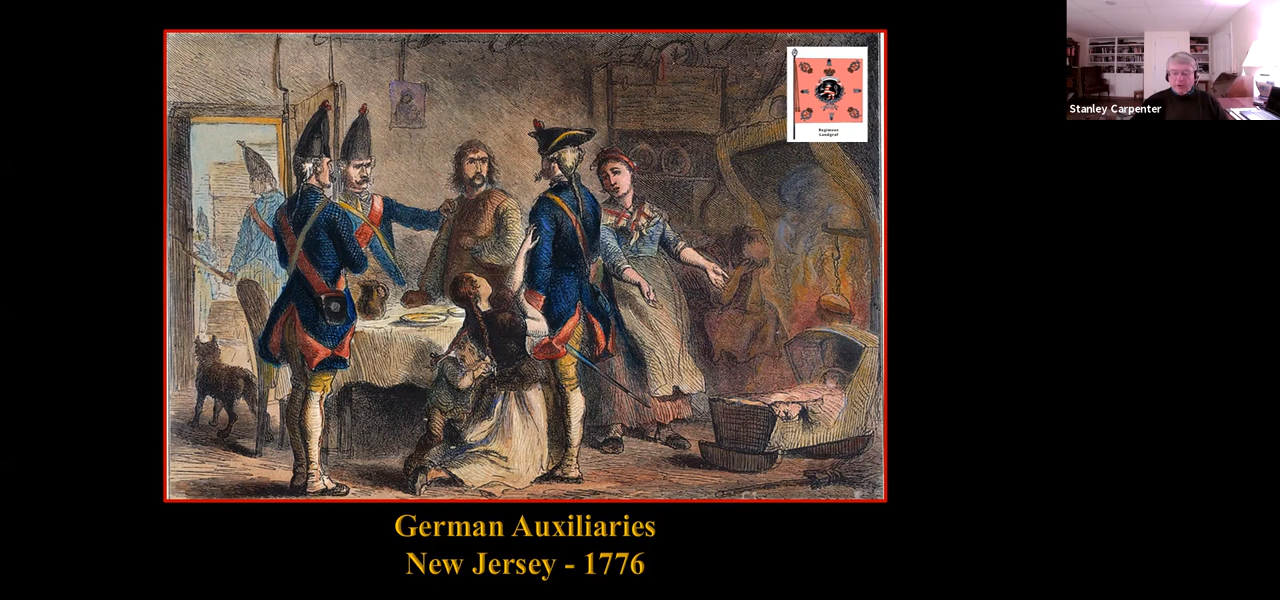 Regiment
Landgraf
Stanley Carpenter
German Auxiliaries
New Jersey - 1776